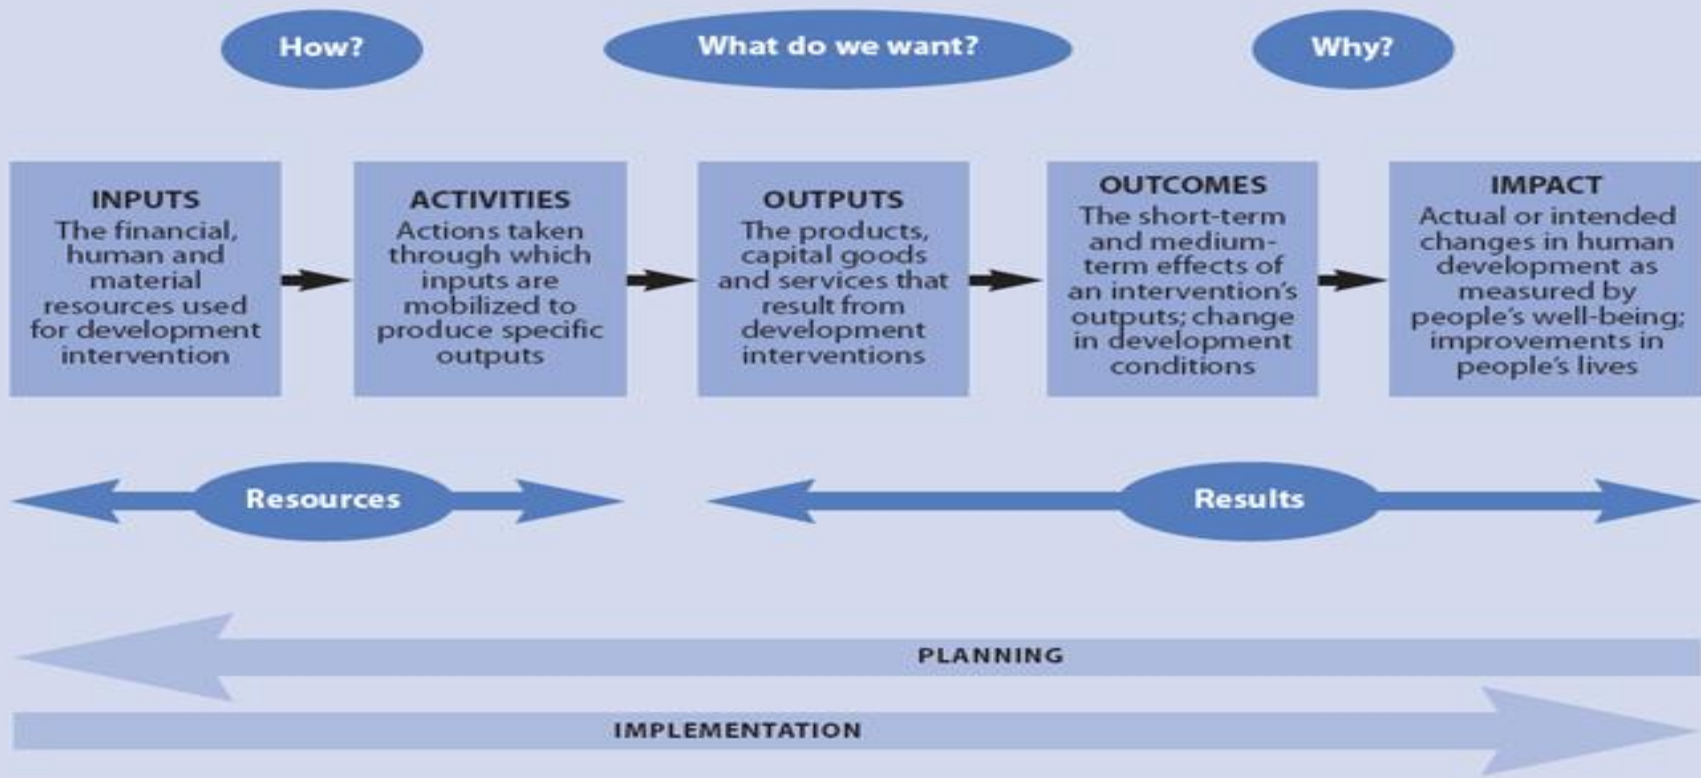 How?
What do we want?
Why?
INPUTS
The financial,
human and
material
resources used
for development
intervention
ACTIVITIES
Actions taken
through which
inputs are
mobilized to
produce specific
outputs
OUTPUTS
The products,
capital goods
and services that
result from
development
interventions
OUTCOMES
The short-term
and medium-
term effects of
an intervention's
outputs; change
in development
conditions
IMPACT
Actual or intended
changes in human
development as
measured by
people's well-being;
improvements in
people's lives
Resources
Results
PLANNING
IMPLEMENTATION